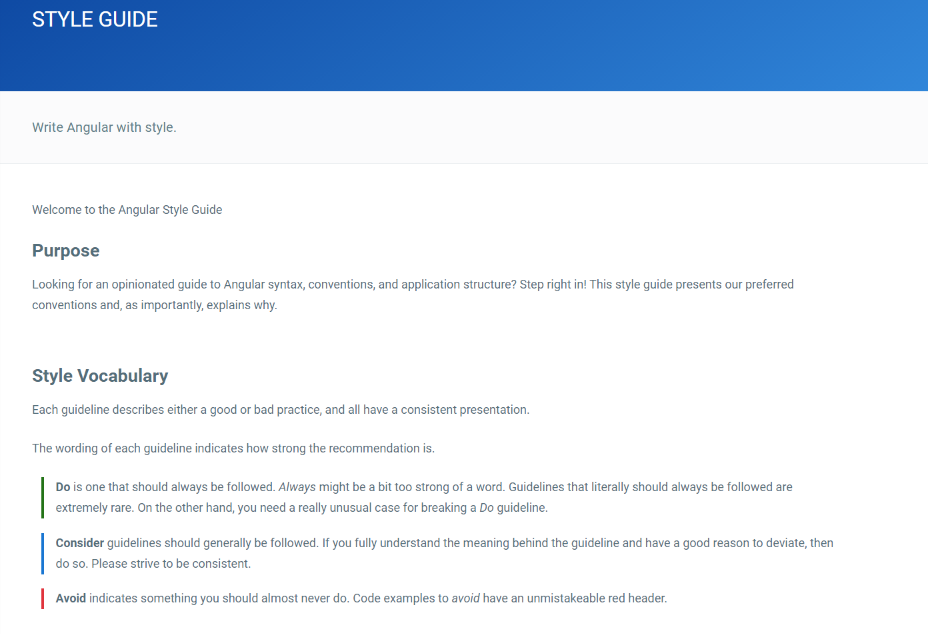 STYLE GUIDE
Write Angular with style.
Welcome to the Angular Style Guide
Purpose
Looking for an opinionated guide to Angular syntax, conventions, and application structure? Step right in! This style guide presents our preferred
conventions and, as importantly, explains why.
Style Vocabulary
Each guideline describes either a good or bad practice, and all have a consistent presentation.
The wording of each guideline indicates how strong the recommendation is.
Do is one that should always be followed. Always might be a bit too strong of a word. Guidelines that literally should always be followed are
extremely rare. On the other hand, you need a really unusual case for breaking a Do guideline.
Consider guidelines should generally be followed. If you fully understand the meaning behind the guideline and have a good reason to deviate, then
do so. Please strive to be consistent.
Avoid indicates something you should almost never do. Code examples to avoid have an unmistakeable red header.